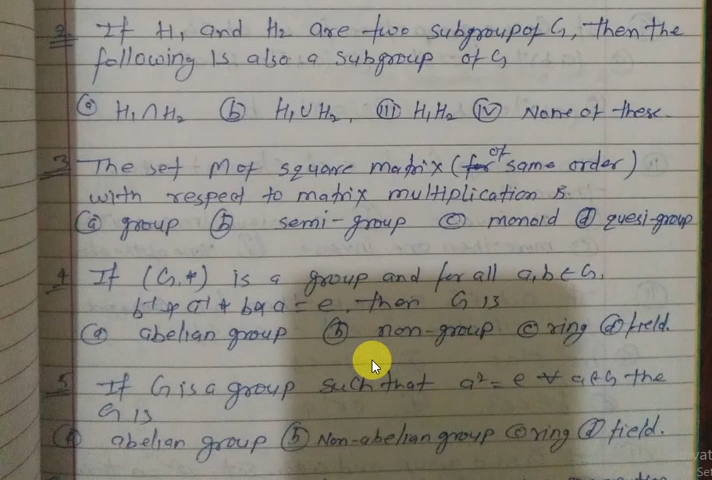 2 If H1 and H2 are two subgroup of G, then the
following is also a subgroup of G
(a) H1∩H2 (b) H1∪H2, (iii) H1H2 (iv) None of these.
3 The set M of square matrix (of same order)
with respect to matrix multiplication is.
(a) group (b) semi-group (c) monoid (d) quesi-group
4 If (G,*) is a group and for all a,b ∈ G,
b⁻¹ * a⁻¹ * b * a = e. then G is
(a) abelian group (b) non-group (c) ring (d) field.
5 If G is a group such that a² = e ∀ a ∈ G the
G is
(a) abelian group (b) Non-abelian group (c) ring (d) field.